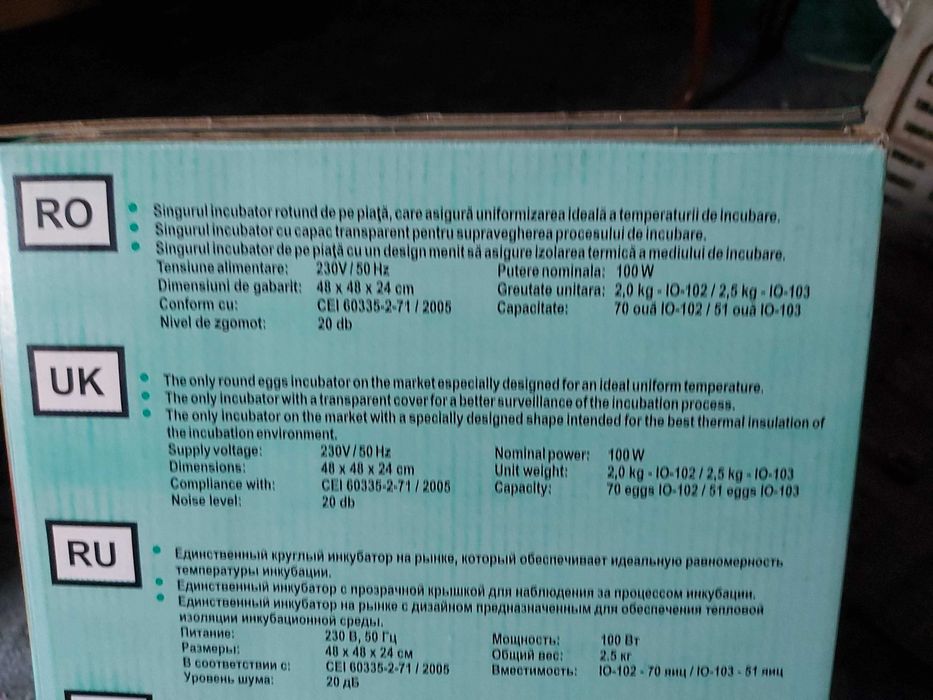 RO
Singurul incubator rotund de pe piaţă, care asigură uniformizarea ideală a temperaturii de incubare.
Singurul incubator cu capac transparent pentru supravegherea procesului de incubare.
Singurul incubator de pe piaţă cu un design menit să asigure izolarea termică a mediului de incubare.
Tensiune alimentare: 230V / 50 Hz Putere nominala: 100 W
Dimensiuni de gabarit: 48 x 48 x 24 cm Greutate unitara: 2,0 kg - IO-102 / 2,5 kg - IO-103
Conform cu: CEI 60335-2-71 / 2005 Capacitate: 70 ouă IO-102 / 51 ouă IO-103
Nivel de zgomot: 20 db
UK
The only round eggs incubator on the market especially designed for an ideal uniform temperature.
The only incubator with a transparent cover for a better surveillance of the incubation process.
The only incubator on the market with a specially designed shape intended for the best thermal insulation of
the incubation environment.
Supply voltage: 230V / 50 Hz Nominal power: 100 W
Dimensions: 48 x 48 x 24 cm Unit weight: 2,0 kg - IO-102 / 2,5 kg - IO-103
Compliance with: CEI 60335-2-71 / 2005 Capacity: 70 eggs IO-102 / 51 eggs IO-103
Noise level: 20 db
RU
Единственный круглый инкубатор на рынке, который обеспечивает идеальную равномерность
температуры инкубации.
Единственный инкубатор с прозрачной крышкой для наблюдения за процессом инкубации.
Единственный инкубатор на рынке с дизайном предназначенным для обеспечения тепловой
изоляции инкубационной среды.
Питание: 230 В, 50 Гц Мощность: 100 Вт
Размеры: 48 x 48 x 24 см Общий вес: 2.5 кг
В соответствии с: CEI 60335-2-71 / 2005 Вместимость: IO-102 - 70 яиц / IO-103 - 51 яиц
Уровень шума: 20 дБ